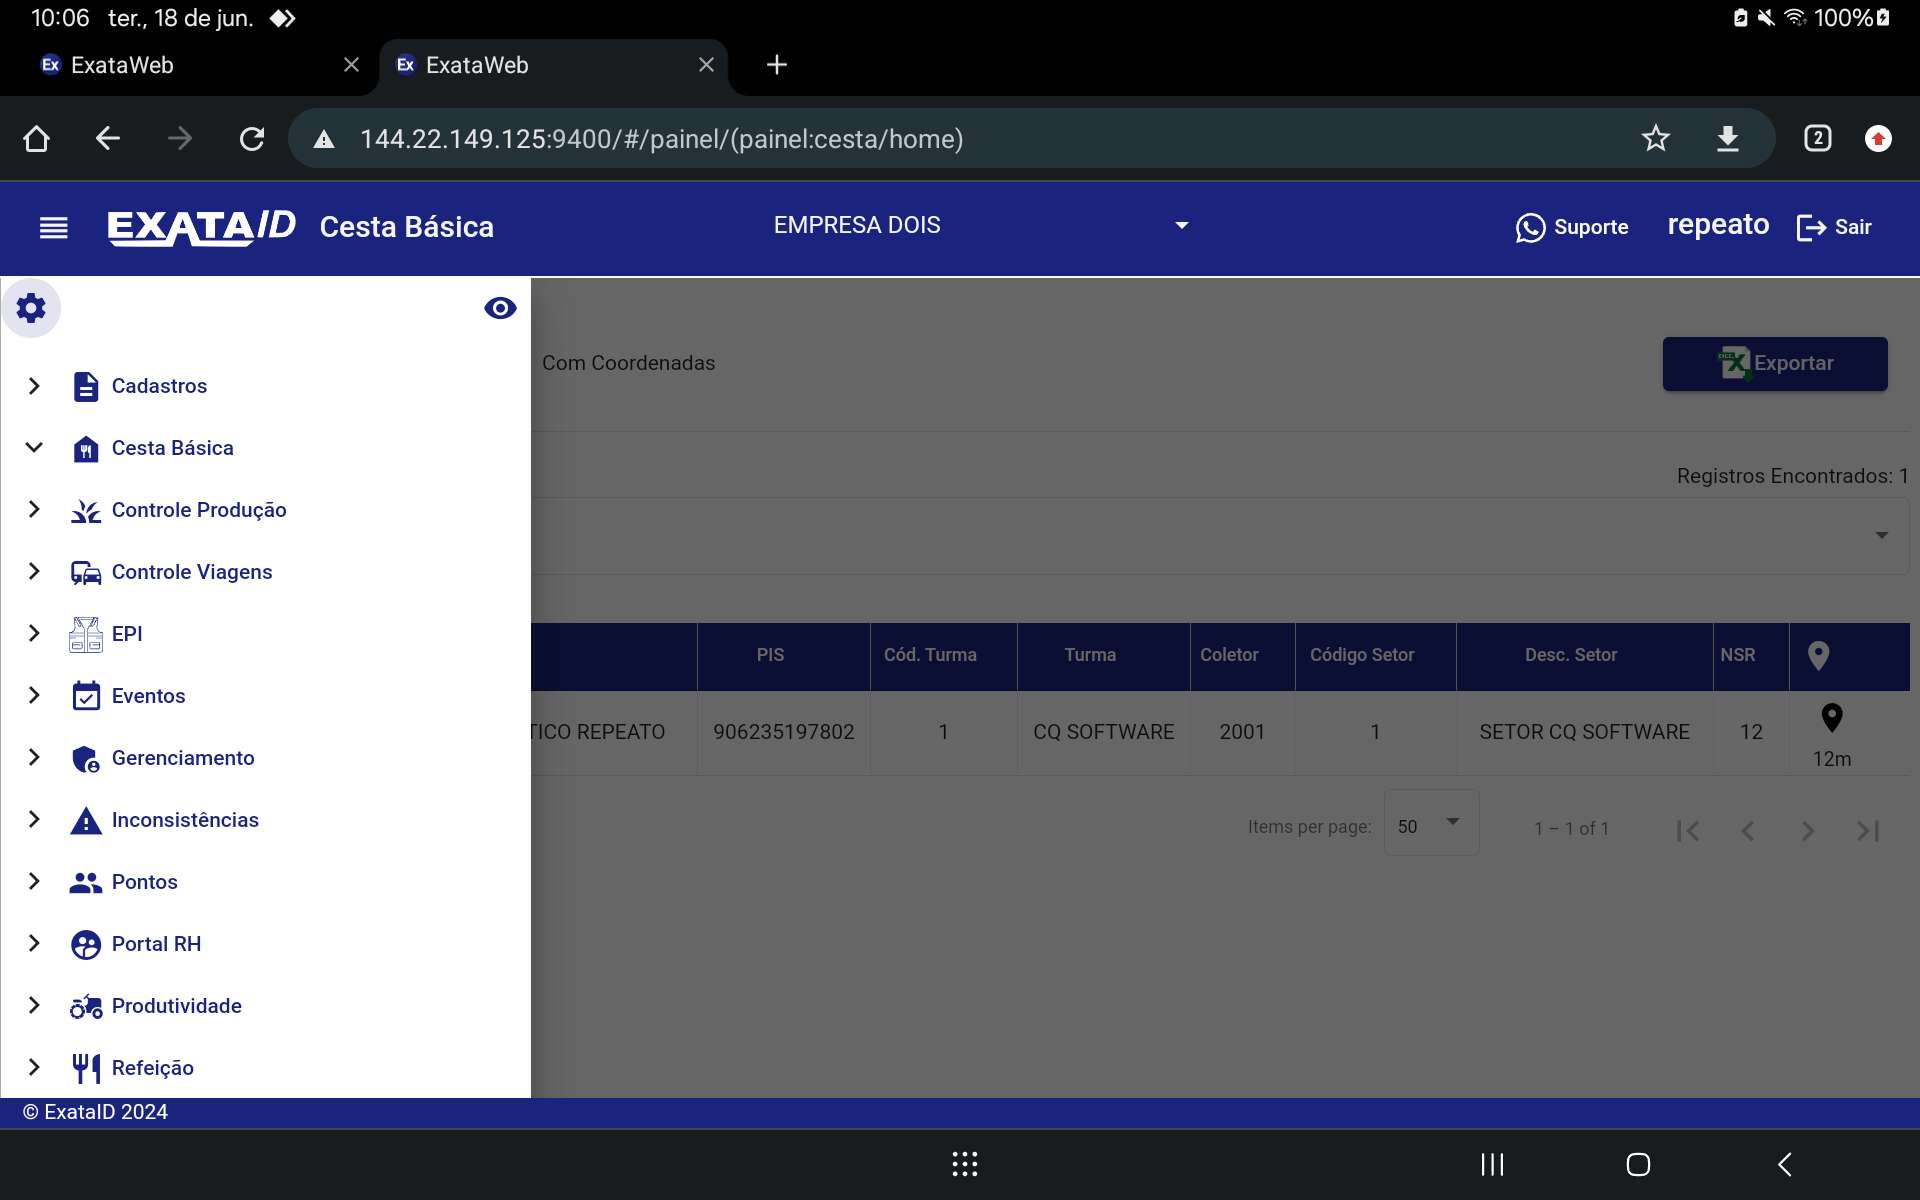 10:06 ter., 18 de jun. 100%
Ex ExataWeb Ex ExataWeb
144.22.149.125:9400/#/painel/(painel:cesta/home) 2
EXATAID Cesta Básica EMPRESA DOIS Suporte repeato Sair
Com Coordenadas Exportar
Cadastros
Cesta Básica
Registros Encontrados: 1
Controle Produção
Controle Viagens
EPI
PIS Cód. Turma Turma Coletor Código Setor Desc. Setor NSR
Eventos
TICO REPEATO 906235197802 1 CQ SOFTWARE 2001 1 SETOR CQ SOFTWARE 12
12m
Gerenciamento
Inconsistências
Items per page: 50 1 – 1 of 1
Pontos
Portal RH
Produtividade
Refeição
© ExataID 2024